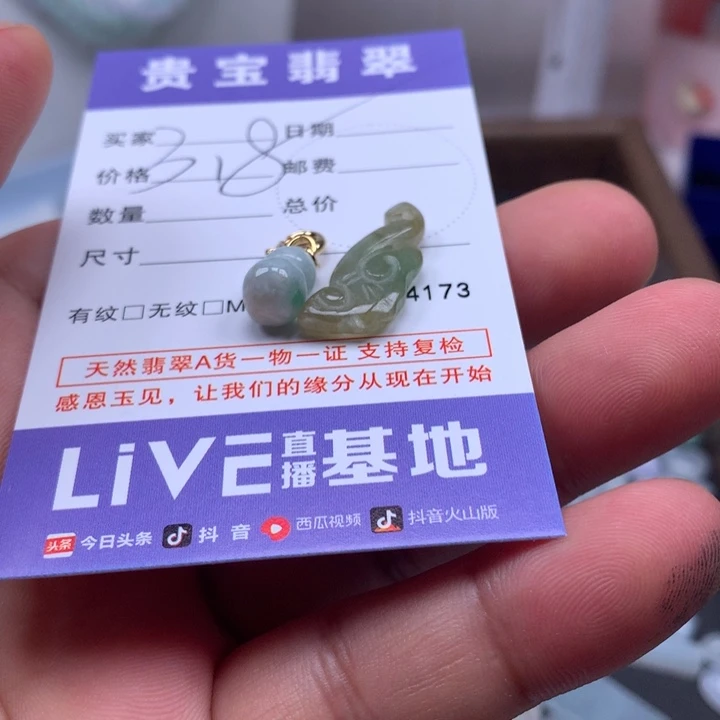 贵宝翡翠
买家 日期
价格 318 邮费
数量 总价
尺寸
有纹□无纹□M 4173
天然翡翠A货一物一证 支持复检
感恩玉见，让我们的缘分从现在开始
LiVE直播基地
头条 今日头条 抖音 西瓜视频 抖音火山版